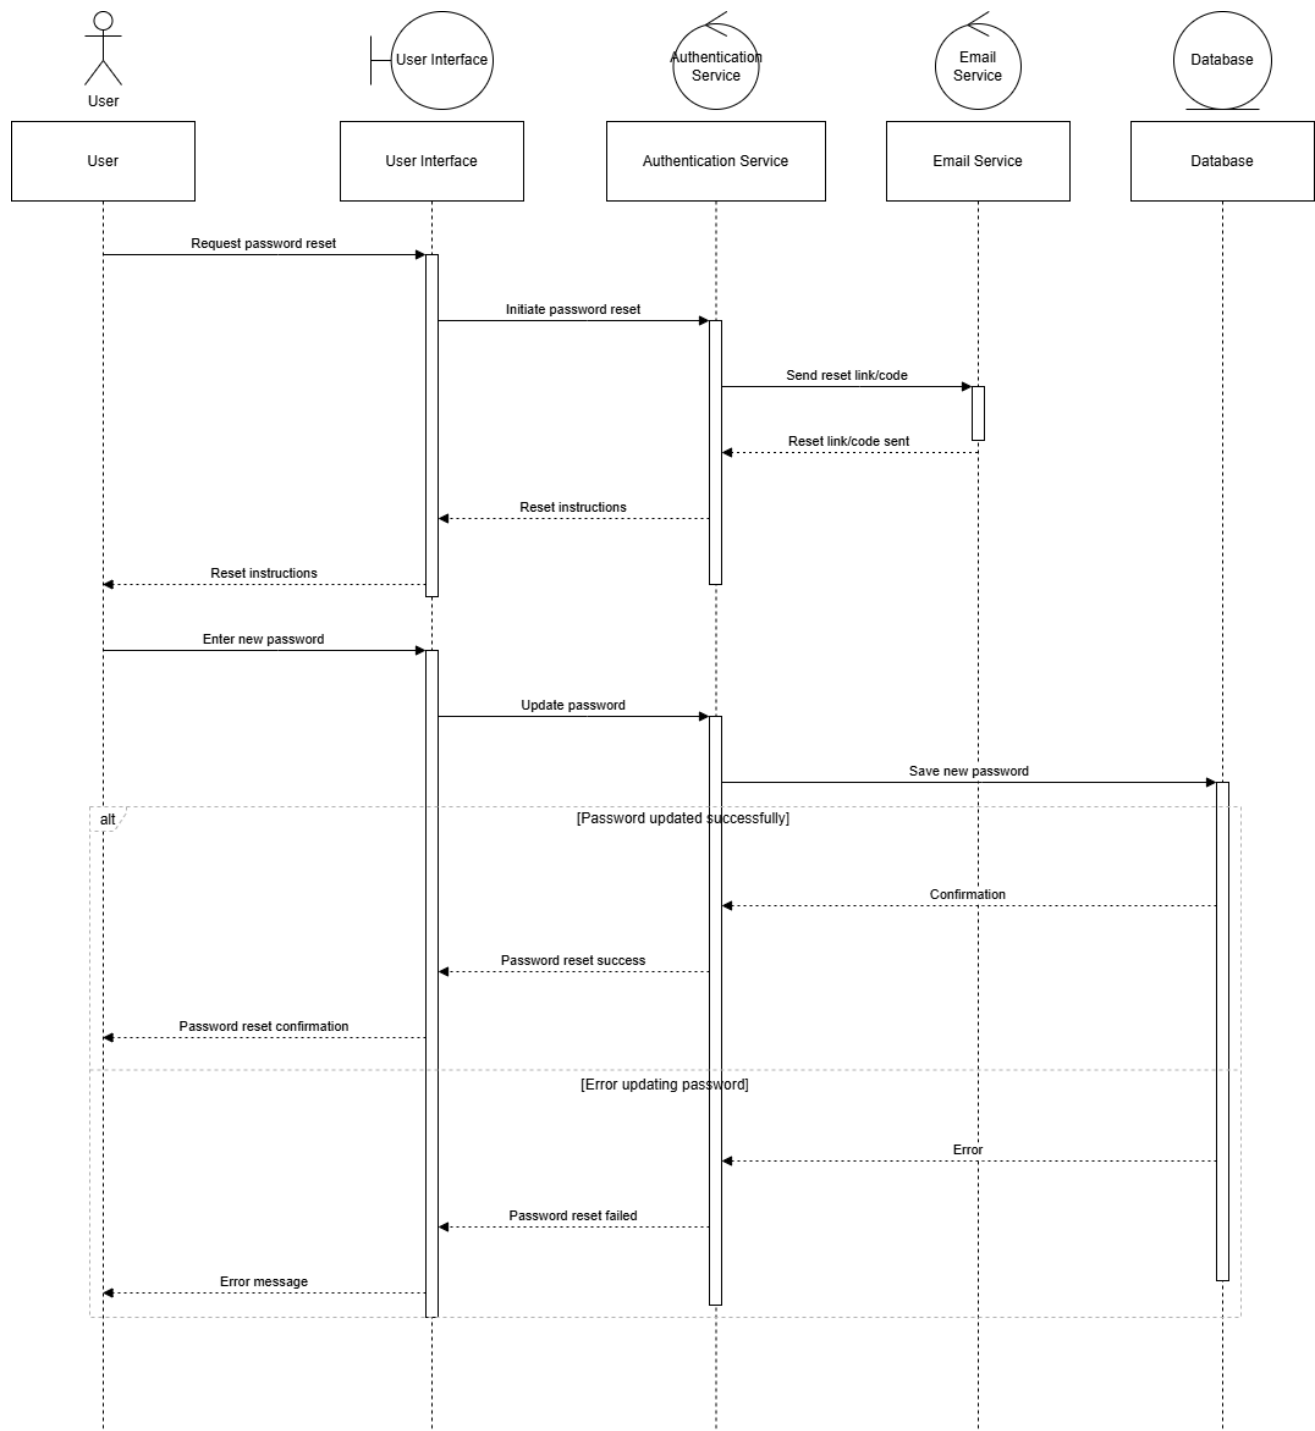 User Interface
Authentication
Service
Email
Service
Database
User
User
User Interface
Authentication Service
Email Service
Database
Request password reset
Initiate password reset
Send reset link/code
Reset link/code sent
Reset instructions
Reset instructions
Enter new password
Update password
Save new password
alt
[Password updated successfully]
Confirmation
Password reset success
Password reset confirmation
[Error updating password]
Error
Password reset failed
Error message